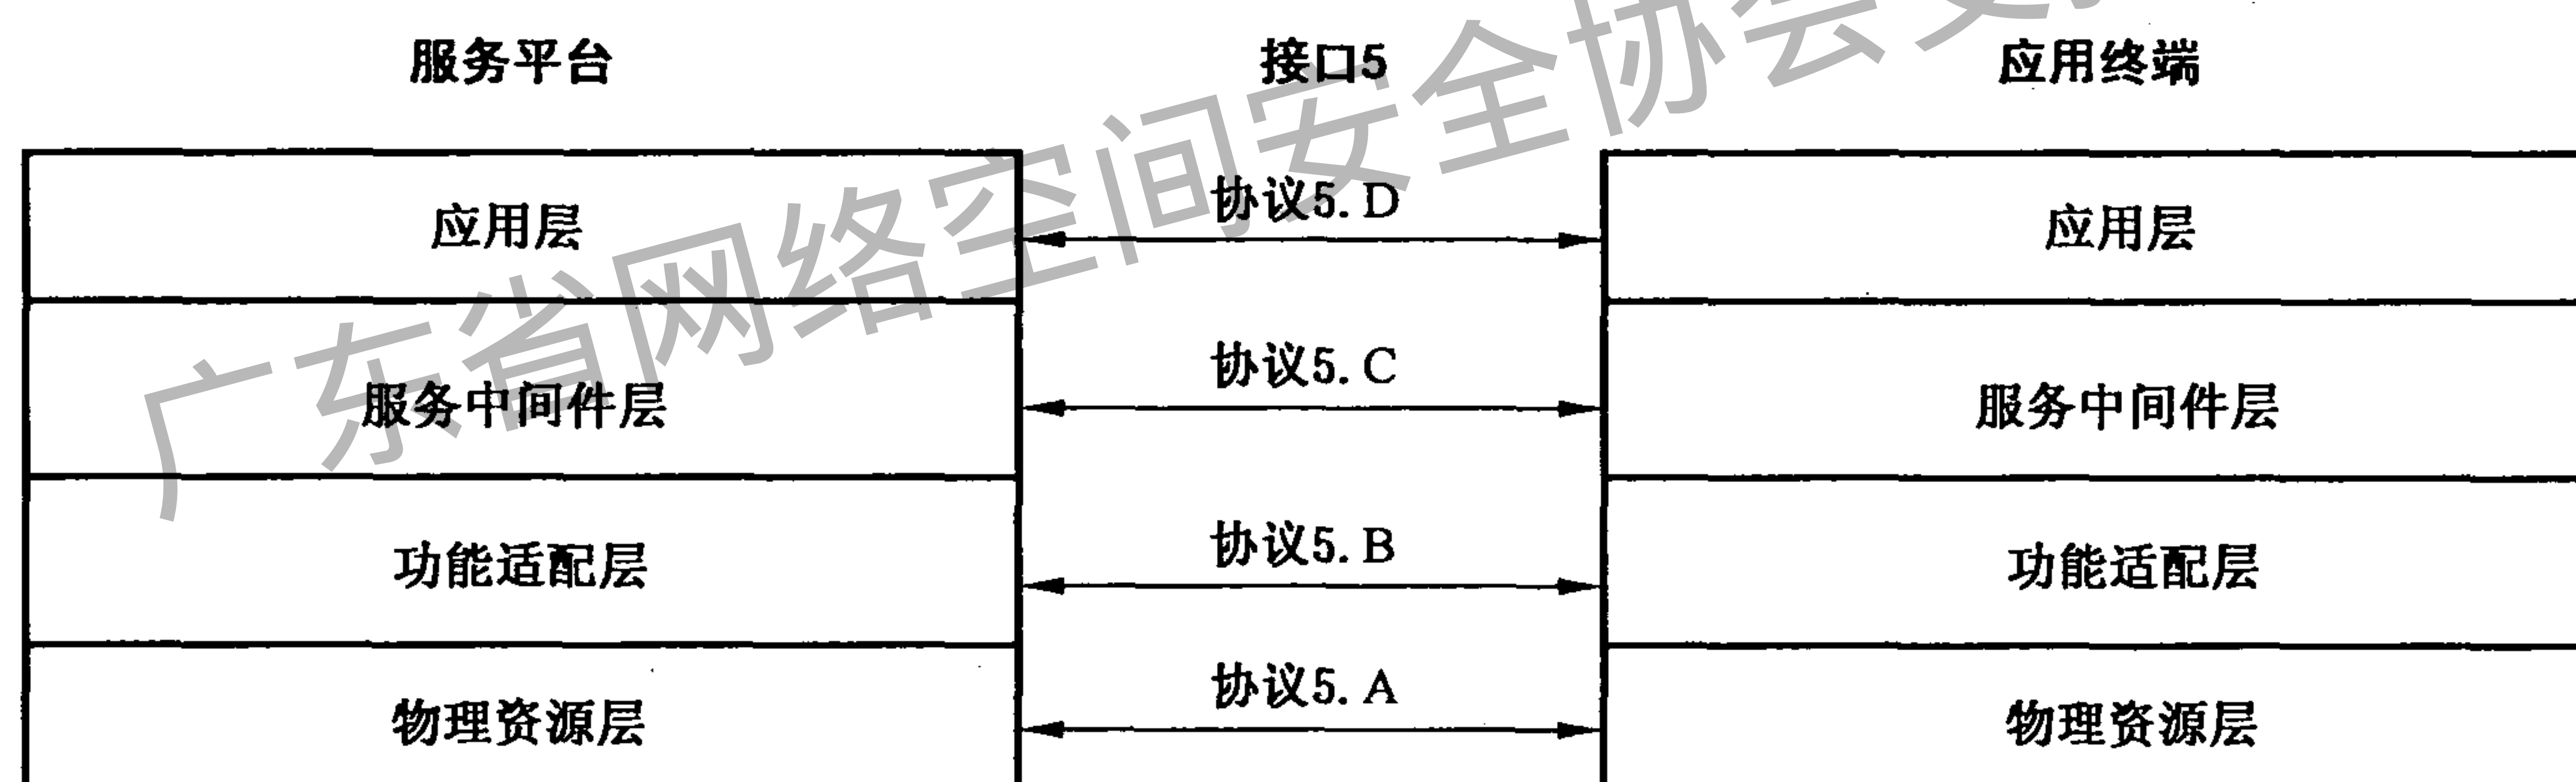 服务平台 接口5 应用终端
协议5. D
应用层 应用层
协议5. C
服务中间件层 服务中间件层
协议5. B
功能适配层 功能适配层
协议5. A
物理资源层 物理资源层
广东省网络空间安全协会